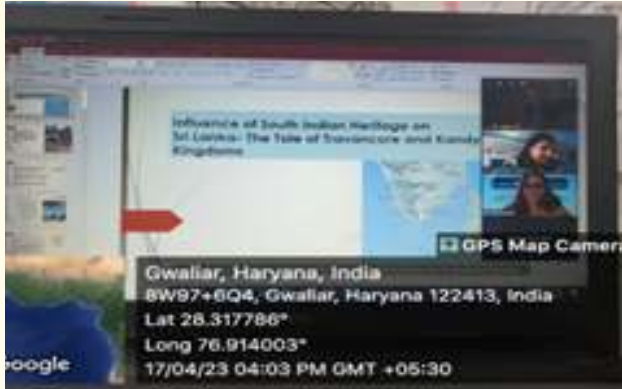 Influence of South Indian Heritage on
Sri Lanka: The Tale of Travancore and Kandy
Kingdoms
GPS Map Camera
Gwaliar, Haryana, India
8W97+6Q4, Gwaliar, Haryana 122413, India
Lat 28.317786°
Long 76.914003°
17/04/23 04:03 PM GMT +05:30
Google